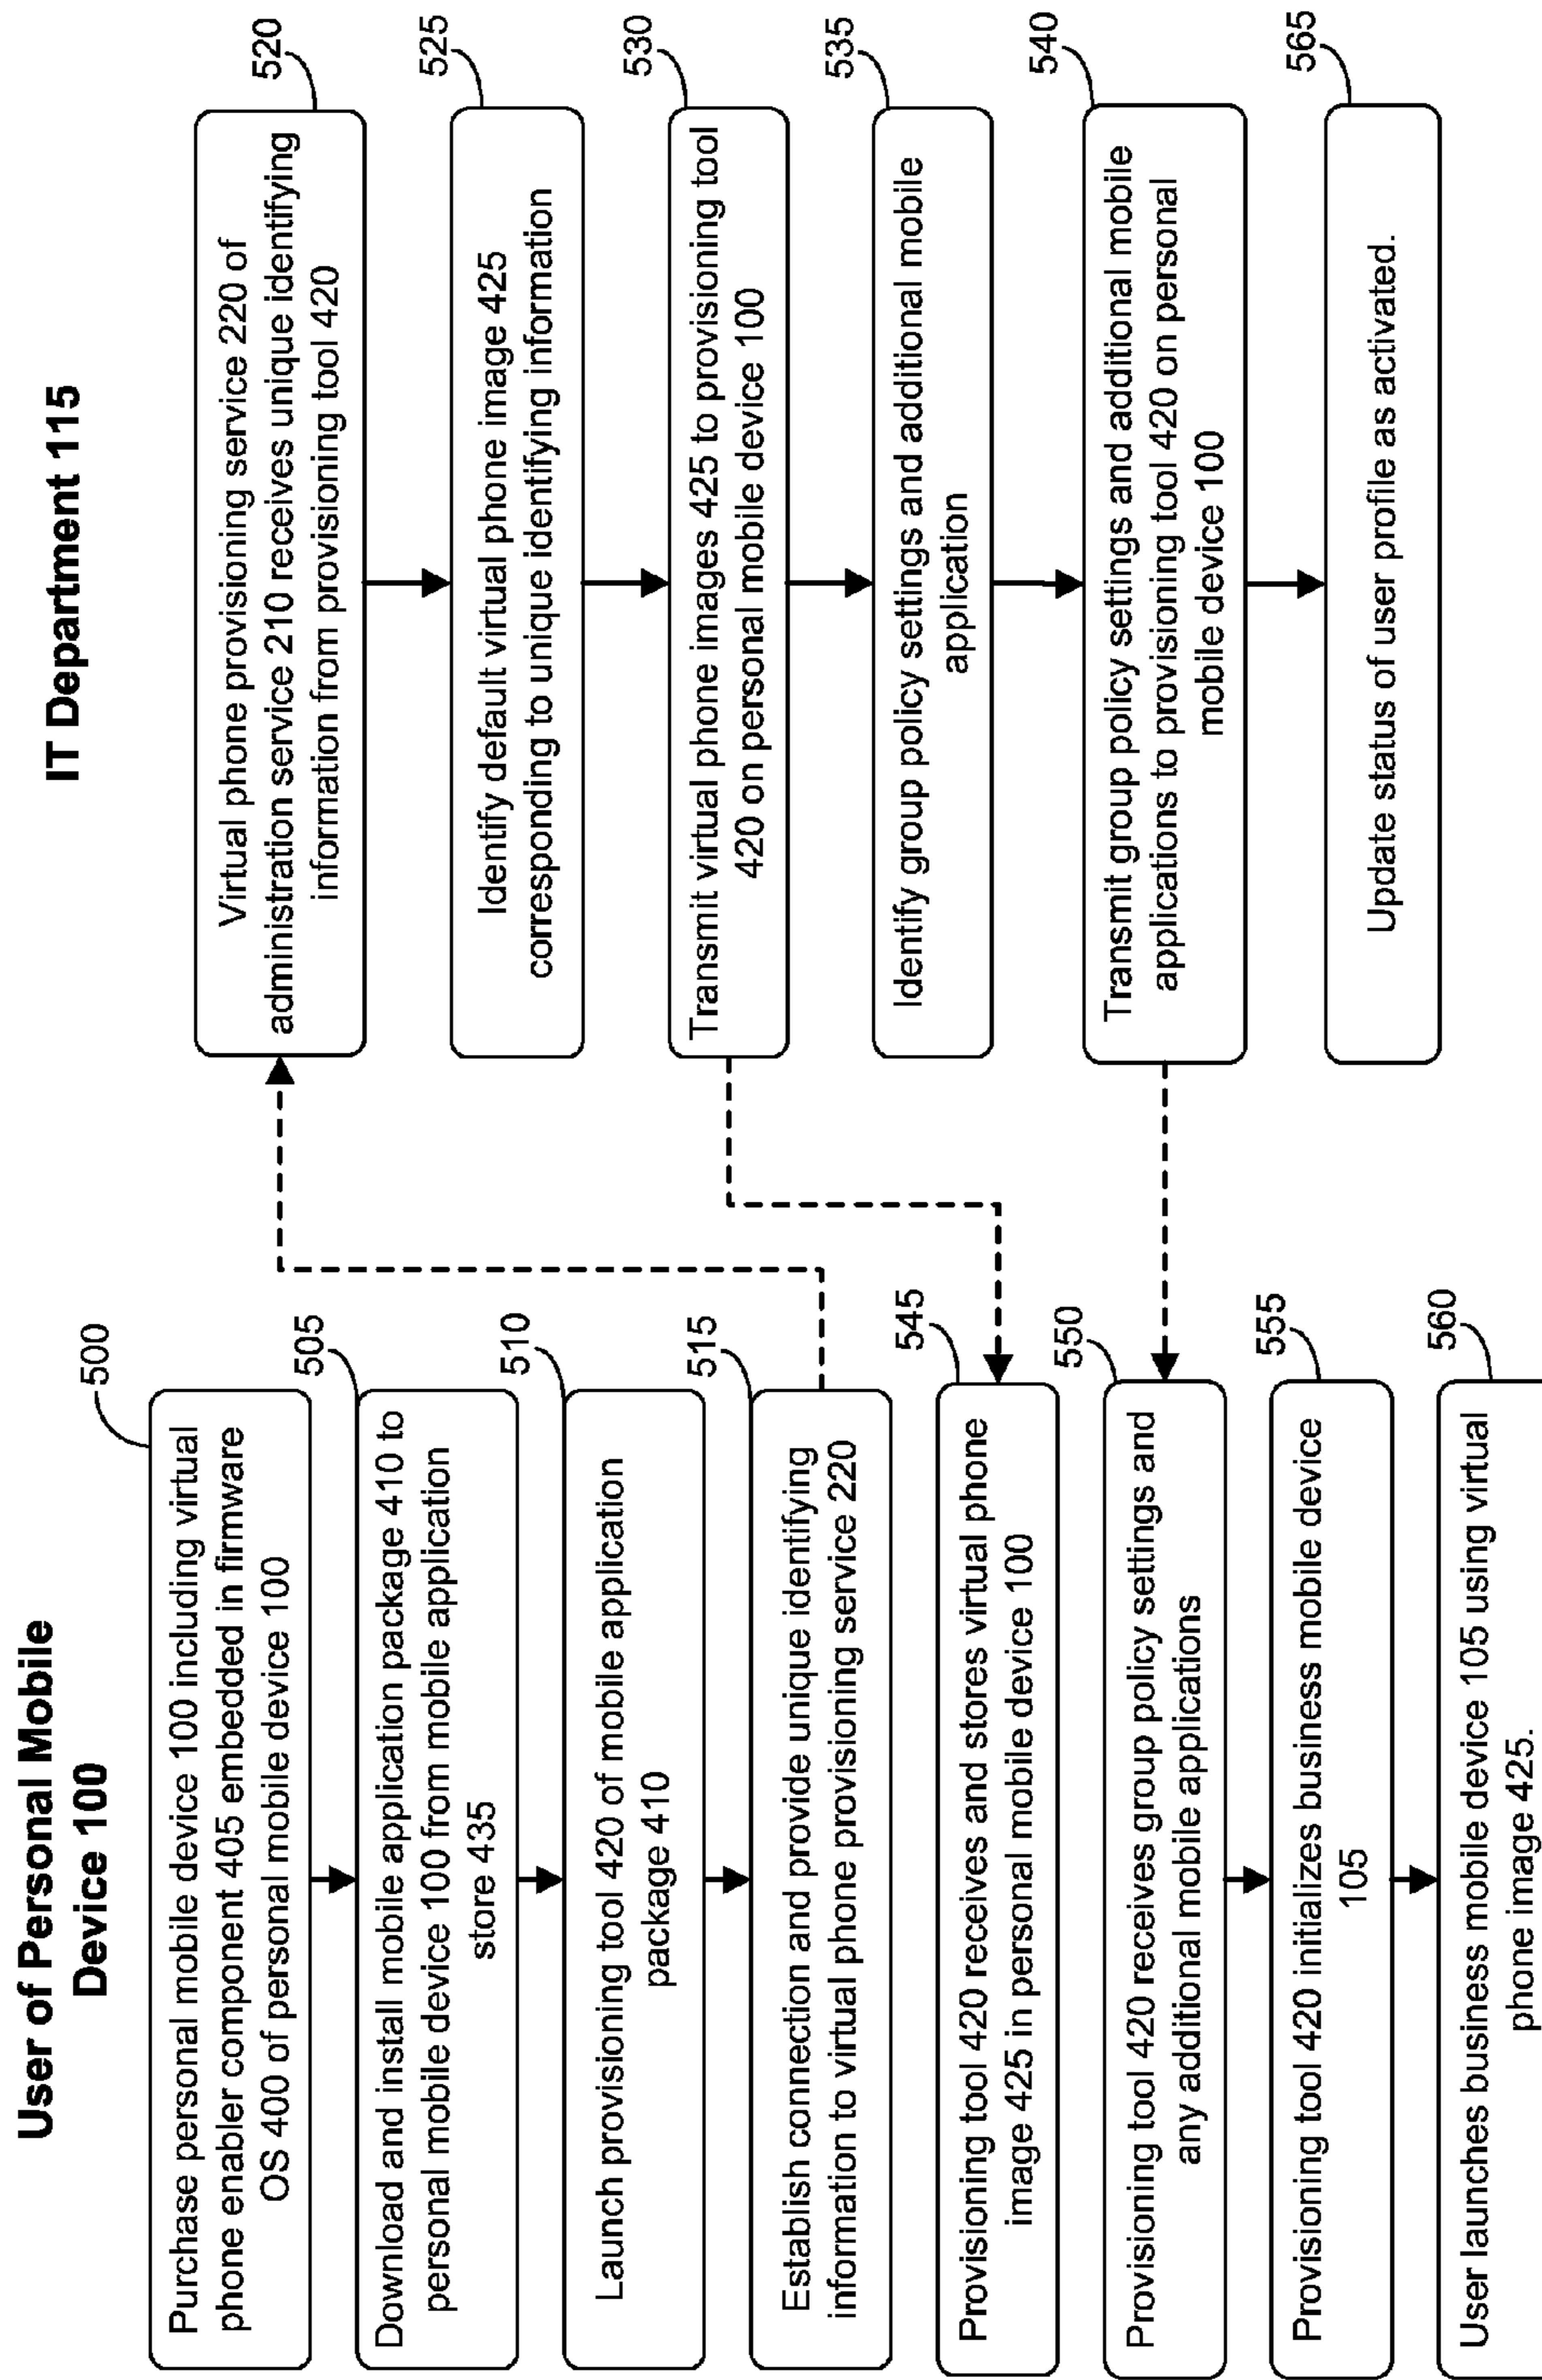 User of Personal Mobile
Device 100
500
Purchase personal mobile device 100 including virtual
phone enabler component 405 embedded in firmware
OS 400 of personal mobile device 100
505
Download and install mobile application package 410 to
personal mobile device 100 from mobile application
store 435
510
Launch provisioning tool 420 of mobile application
package 410
515
Establish connection and provide unique identifying
information to virtual phone provisioning service 220
545
Provisioning tool 420 receives and stores virtual phone
image 425 in personal mobile device 100
550
Provisioning tool 420 receives group policy settings and
any additional mobile applications
555
Provisioning tool 420 initializes business mobile device
105
560
User launches business mobile device 105 using virtual
phone image 425.
IT Department 115
520
Virtual phone provisioning service 220 of
administration service 210 receives unique identifying
information from provisioning tool 420
525
Identify default virtual phone image 425
corresponding to unique identifying information
530
Transmit virtual phone images 425 to provisioning tool
420 on personal mobile device 100
535
Identify group policy settings and additional mobile
application
540
Transmit group policy settings and additional mobile
applications to provisioning tool 420 on personal
mobile device 100
565
Update status of user profile as activated.